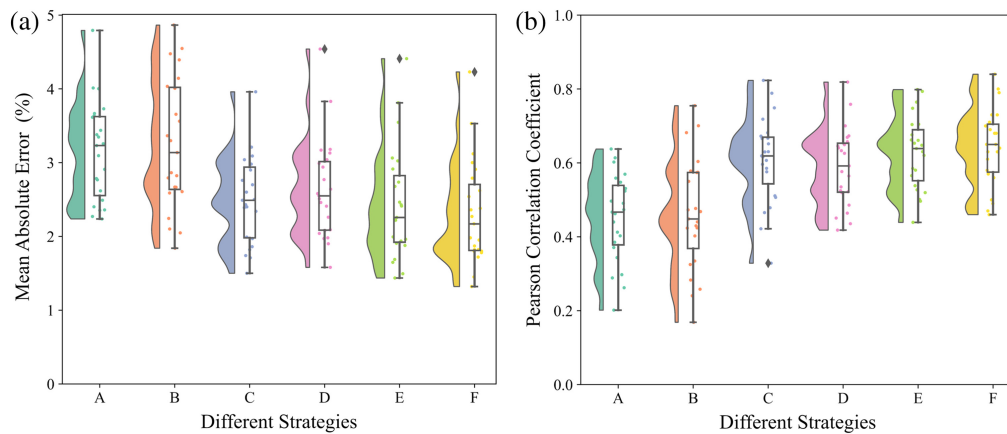 (a)
Mean Absolute Error (%)
5
4
3
2
1
0
A B C D E F
Different Strategies
(b)
Pearson Correlation Coefficient
1.0
0.8
0.6
0.4
0.2
0.0
A B C D E F
Different Strategies